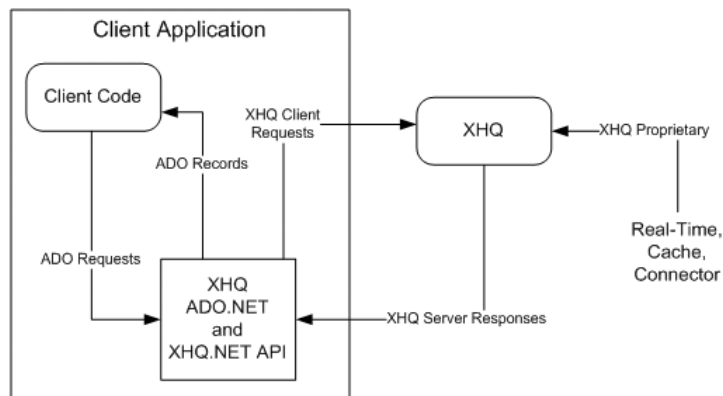 Client Application
Client Code
XHQ Client
Requests
XHQ
XHQ Proprietary
ADO Records
ADO Requests
Real-Time,
Cache,
Connector
XHQ
ADO.NET
and
XHQ.NET API
XHQ Server Responses